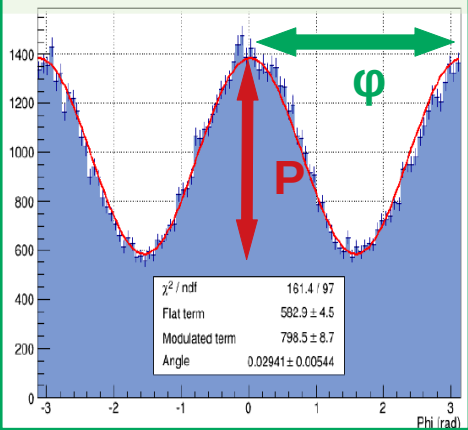 1400
1200
1000
800
600
400
200
0
φ
P
χ² / ndf 161.4 / 97
Flat term 582.9 ± 4.5
Modulated term 798.5 ± 8.7
Angle 0.02941 ± 0.00544
-3 -2 -1 0 1 2 3
Phi (rad)